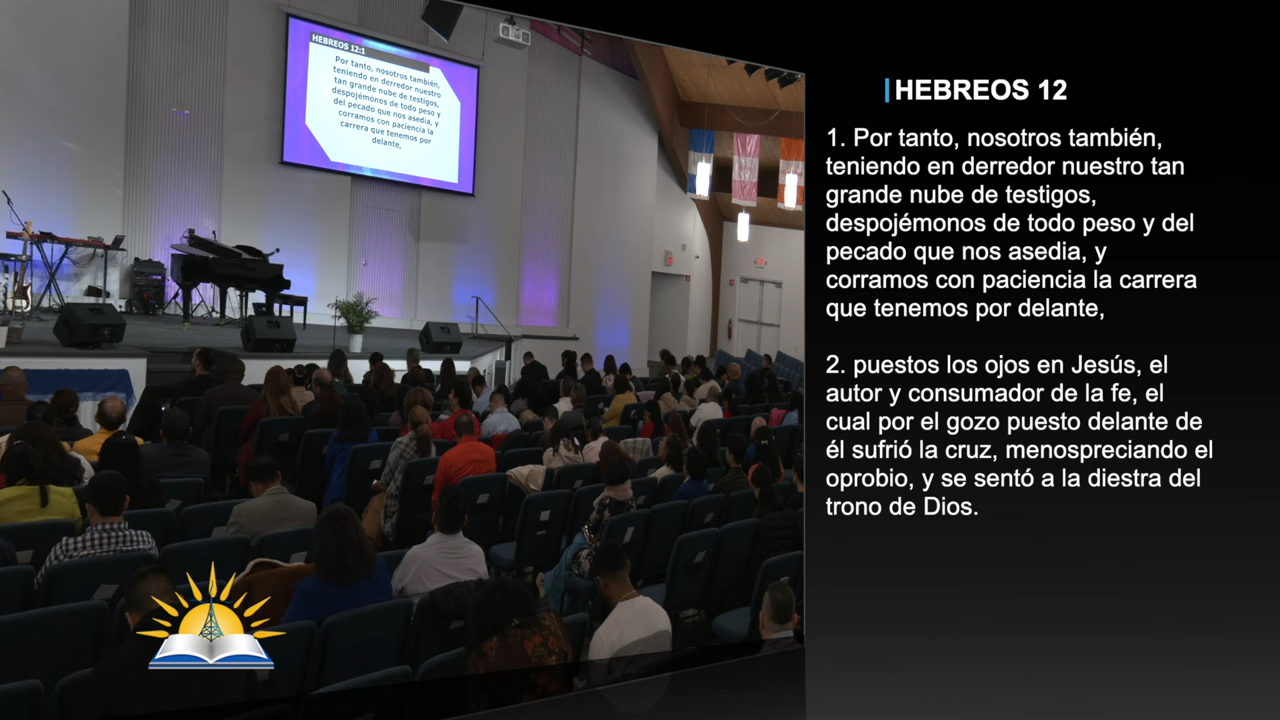 HEBREOS 12:1
Por tanto, nosotros también,
teniendo en derredor nuestro
tan grande nube de testigos,
despojémonos de todo peso y
del pecado que nos asedia, y
corramos con paciencia la
carrera que tenemos por
delante,
HEBREOS 12
1. Por tanto, nosotros también,
teniendo en derredor nuestro tan
grande nube de testigos,
despojémonos de todo peso y del
pecado que nos asedia, y
corramos con paciencia la carrera
que tenemos por delante,
2. puestos los ojos en Jesús, el
autor y consumador de la fe, el
cual por el gozo puesto delante de
él sufrió la cruz, menospreciando el
oprobio, y se sentó a la diestra del
trono de Dios.